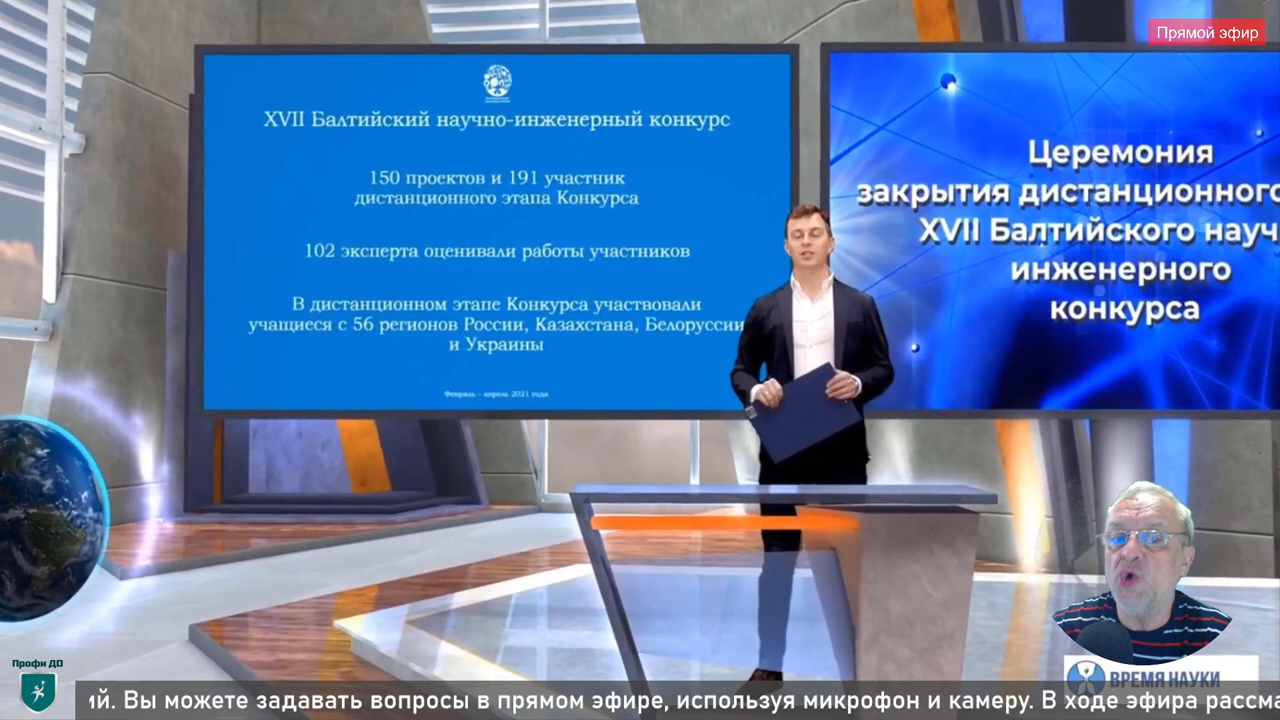 Прямой эфир
XVII Балтийский научно-инженерный конкурс
150 проектов и 191 участник
дистанционного этапа Конкурса
102 эксперта оценивали работы участников
В дистанционном этапе Конкурса участвовали
учащиеся с 56 регионов России, Казахстана, Белоруссии
и Украины
Февраль - апрель 2021 года
Церемония
закрытия дистанционного
XVII Балтийского науч
инженерного
конкурса
ВРЕМЯ НАУКИ
Профи ДО
ий. Вы можете задавать вопросы в прямом эфире, используя микрофон и камеру. В ходе эфира рассма